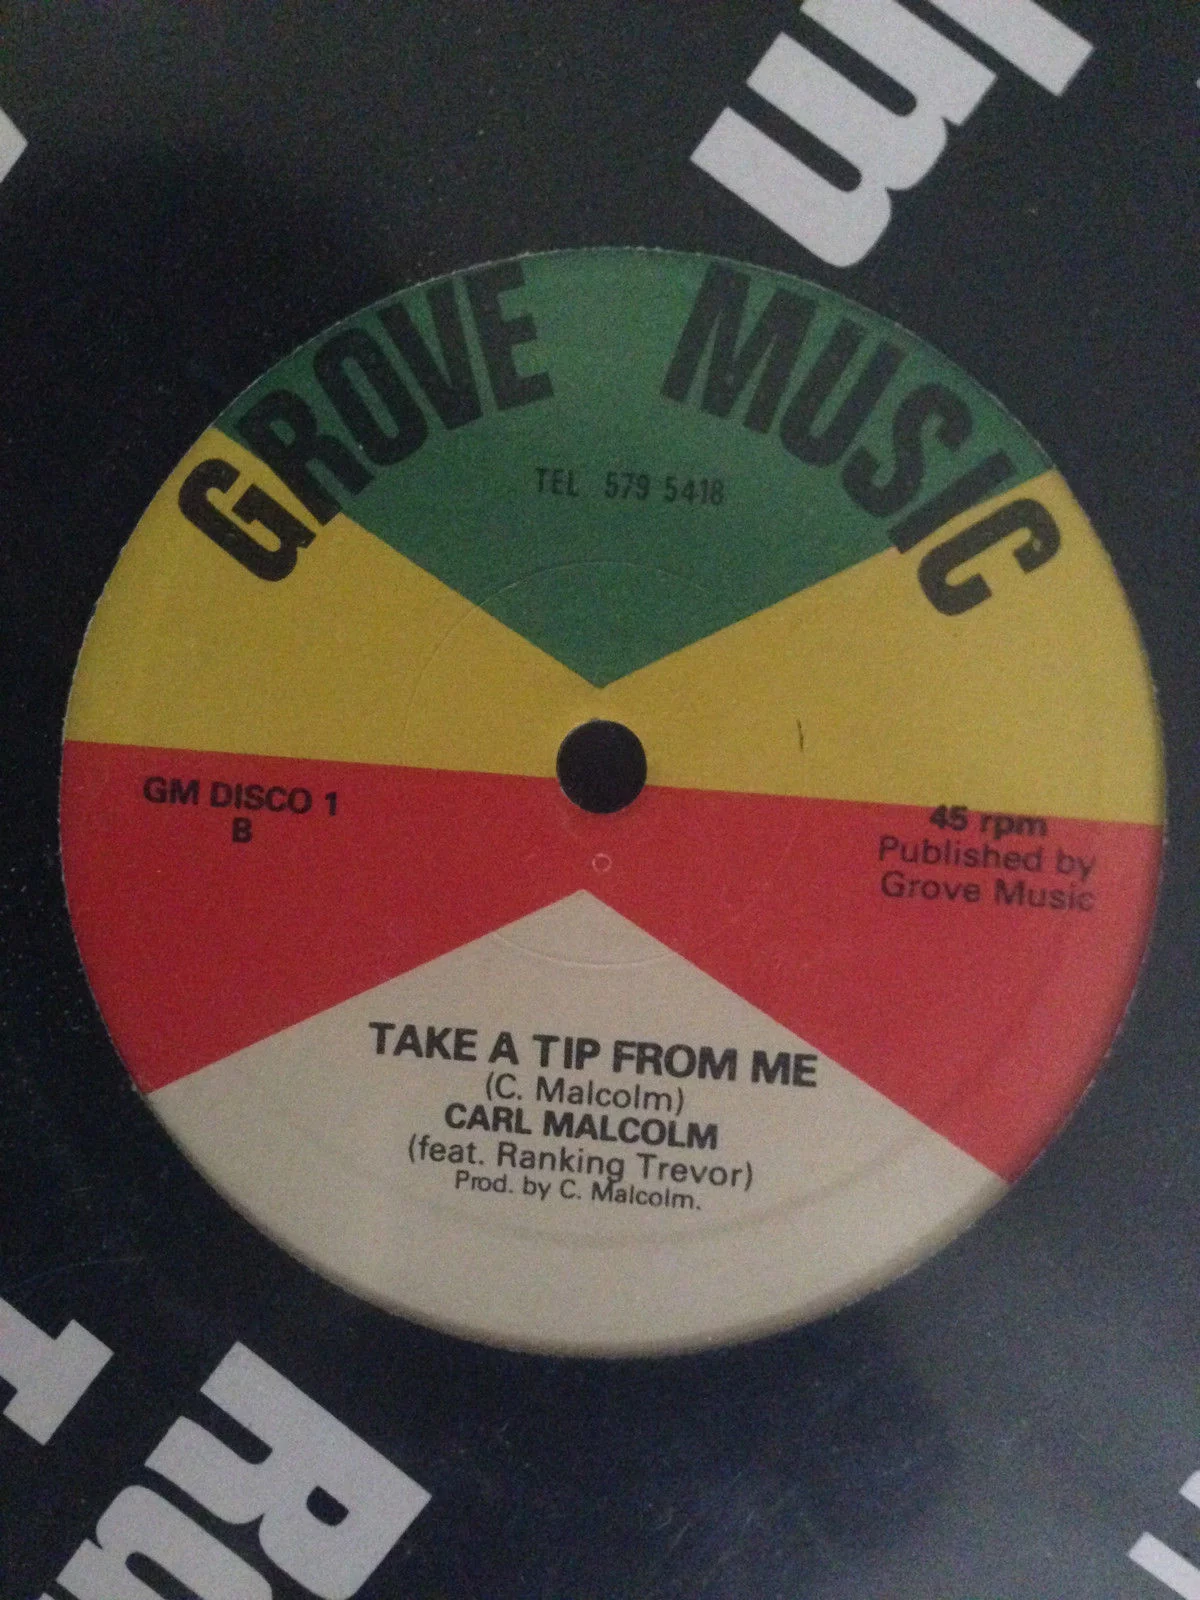 GROVE MUSIC
TEL 579 5418
GM DISCO 1
B
45 rpm
Published by
Grove Music
TAKE A TIP FROM ME
(C. Malcolm)
CARL MALCOLM
(feat. Ranking Trevor)
Prod. by C. Malcolm.